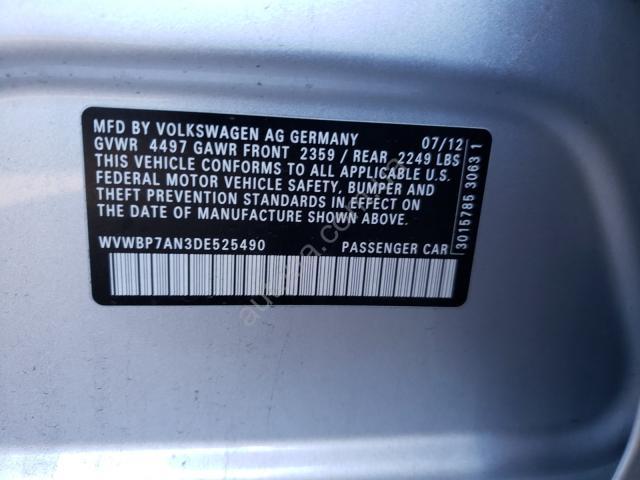 MFD BY VOLKSWAGEN AG GERMANY 07/12
GVWR 4497 GAWR FRONT 2359 / REAR 2249 LBS
THIS VEHICLE CONFORMS TO ALL APPLICABLE U.S.
FEDERAL MOTOR VEHICLE SAFETY, BUMPER AND
THEFT PREVENTION STANDARDS IN EFFECT ON
THE DATE OF MANUFACTURE SHOWN ABOVE.
WVWBP7AN3DE525490 PASSENGER CAR
3015785 3063 1